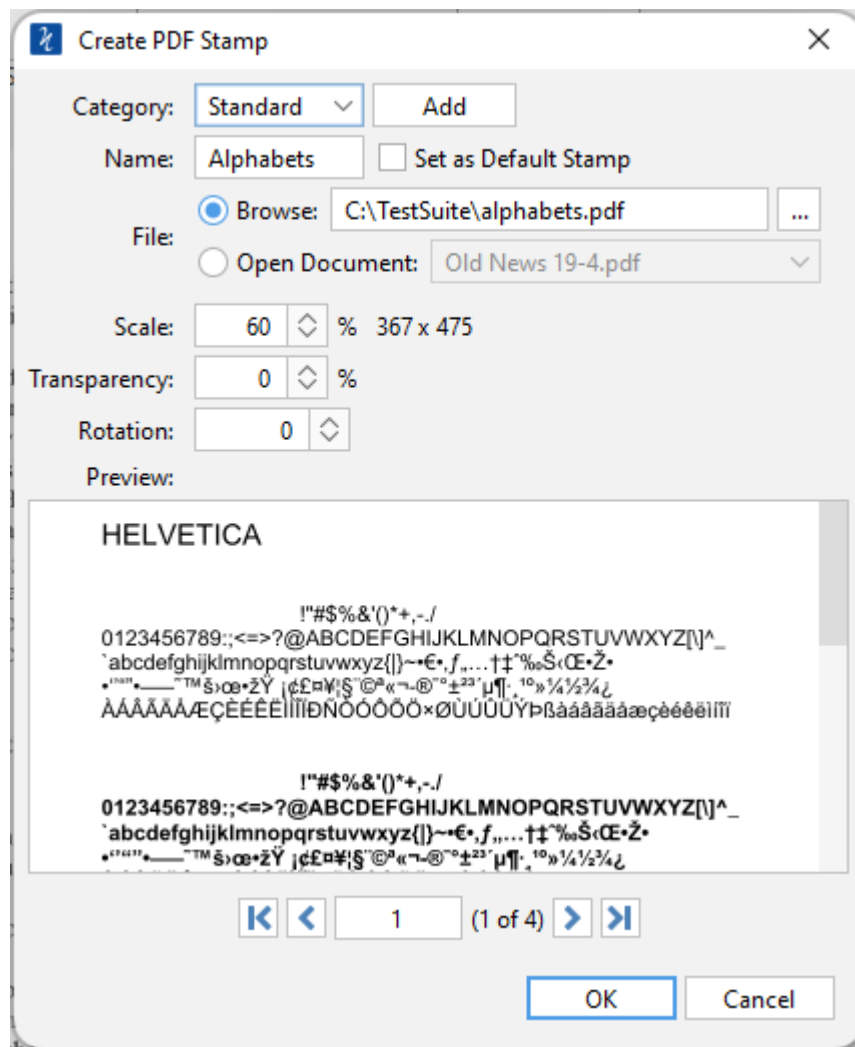 Create PDF Stamp
Category: Standard Add
Name: Alphabets Set as Default Stamp
File:
Browse: C:\TestSuite\alphabets.pdf ...
Open Document: Old News 19-4.pdf
Scale: 60 % 367 x 475
Transparency: 0 %
Rotation: 0
Preview:
HELVETICA
!"#$%&'()*+,-./
0123456789:;<=>?@ABCDEFGHIJKLMNOPQRSTUVWXYZ[\]^_
`abcdefghijklmnopqrstuvwxyz{|}~•€•‚ƒ„…†‡ˆ‰Š‹Œ•Ž•
•‘’“”•–—˜™š›œ•žŸ ¡¢£¤¥¦§¨©ª«¬-®¯°±²³´µ¶·¸¹º»¼½¾¿
ÀÁÂÃÄÅÆÇÈÉÊËÌÍÎÏÐÑÒÓÔÕÖ×ØÙÚÛÜÝÞßàáâãäåæçèéêëìíîï
!"#$%&'()*+,-./
0123456789:;<=>?@ABCDEFGHIJKLMNOPQRSTUVWXYZ[\]^_
`abcdefghijklmnopqrstuvwxyz{|}~•€•‚ƒ„…†‡ˆ‰Š‹Œ•Ž•
•‘’“”•–—˜™š›œ•žŸ ¡¢£¤¥¦§¨©ª«¬-®¯°±²³´µ¶·¸¹º»¼½¾¿
1 (1 of 4)
OK Cancel